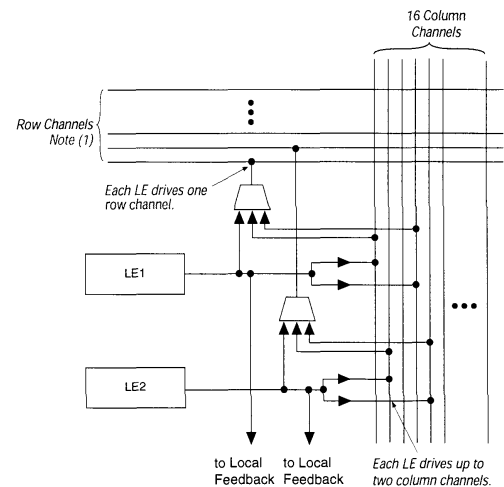 16 Column
Channels
Row Channels
Note (1)
Each LE drives one
row channel.
LE1
LE2
to Local
Feedback
to Local
Feedback
Each LE drives up to
two column channels.